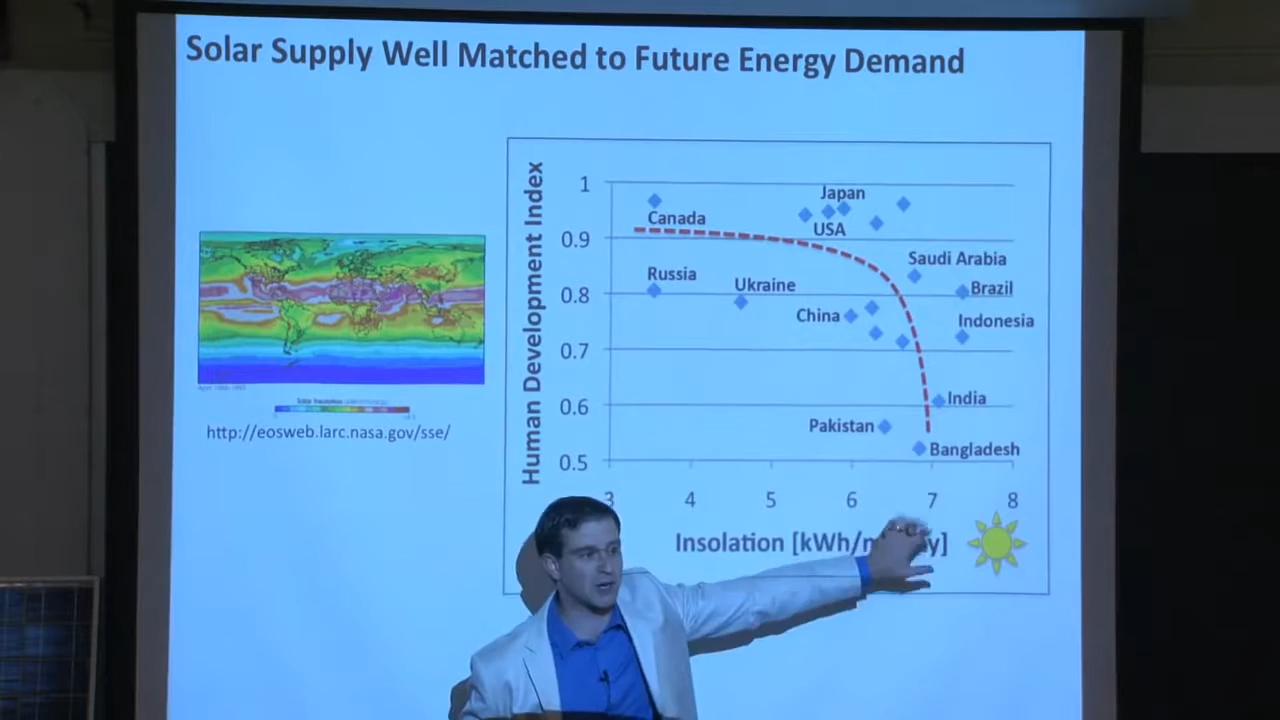 Solar Supply Well Matched to Future Energy Demand
http://eosweb.larc.nasa.gov/sse/
Human Development Index
1
0.9
0.8
0.7
0.6
0.5
Canada
Japan
USA
Russia
Ukraine
China
Saudi Arabia
Brazil
Indonesia
India
Pakistan
Bangladesh
3 4 5 6 7 8
Insolation [kWh/